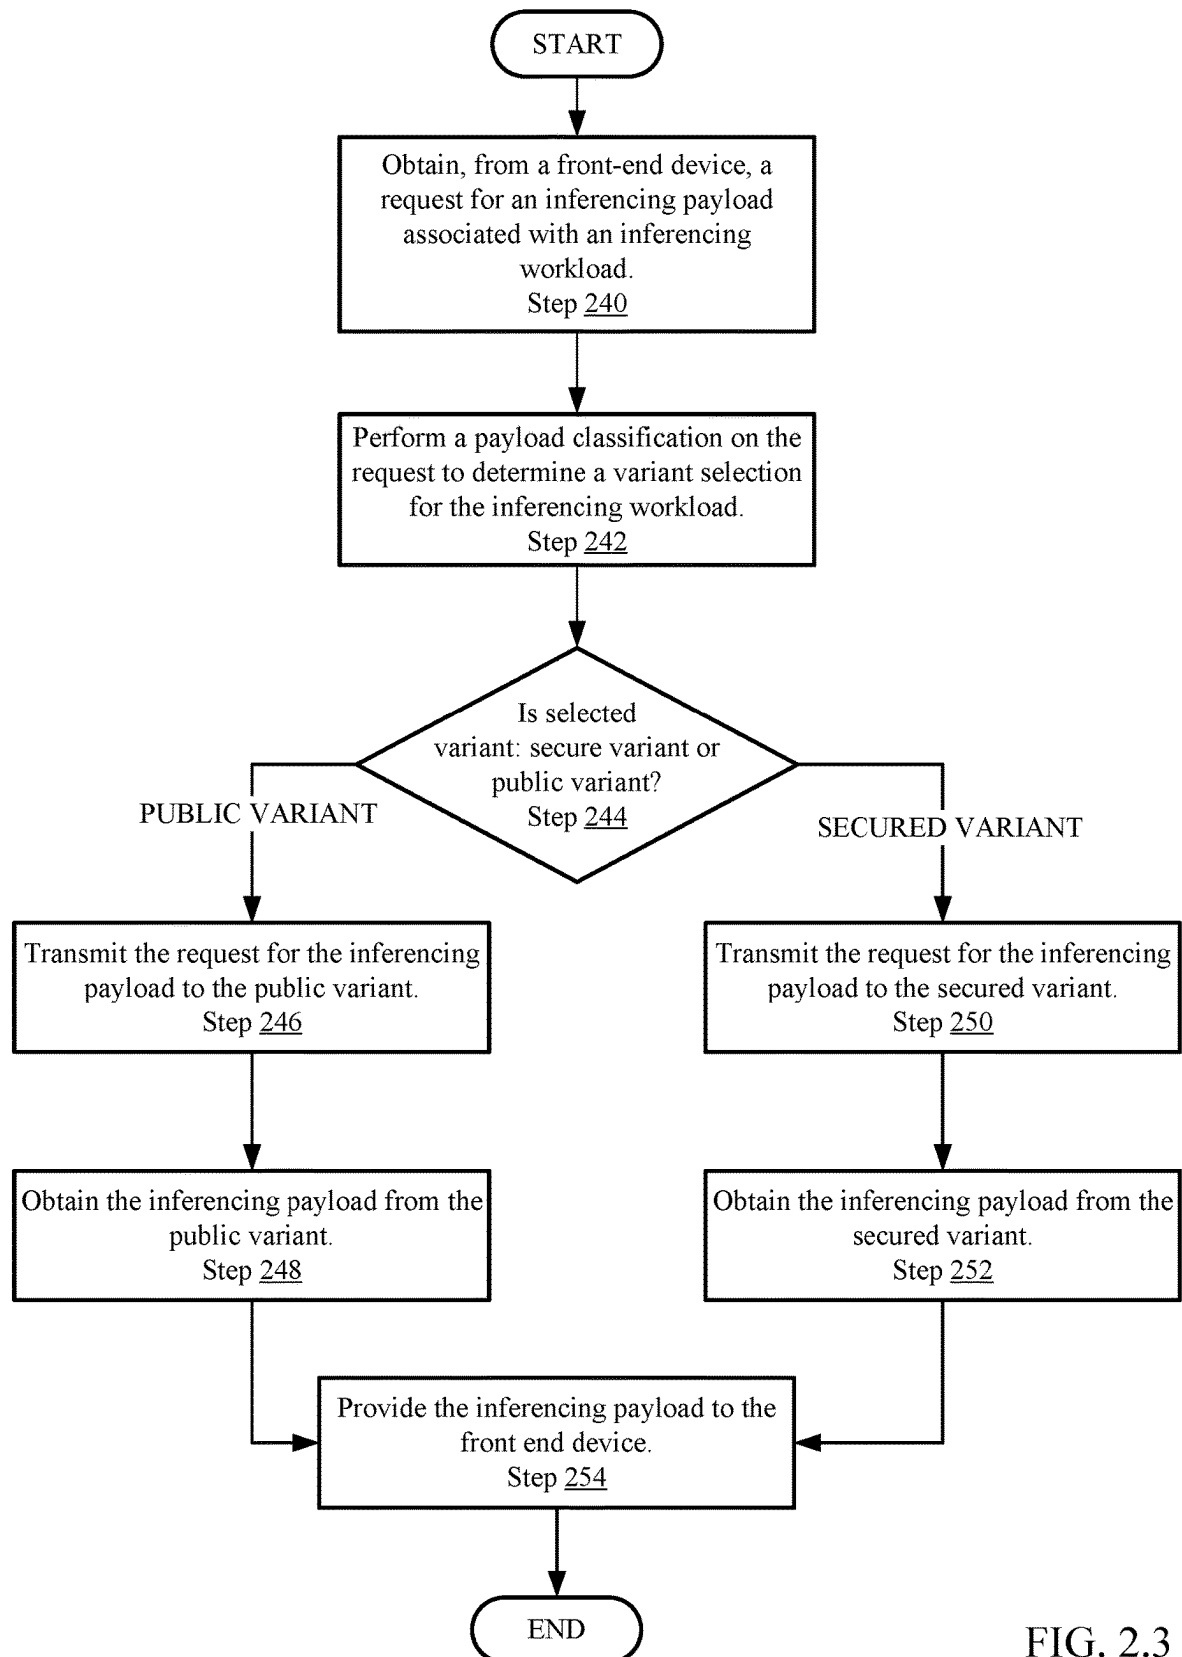 START
Obtain, from a front-end device, a
request for an inferencing payload
associated with an inferencing
workload.
Step 240
Perform a payload classification on the
request to determine a variant selection
for the inferencing workload.
Step 242
Is selected
variant: secure variant or
public variant?
Step 244
PUBLIC VARIANT
SECURED VARIANT
Transmit the request for the inferencing
payload to the public variant.
Step 246
Transmit the request for the inferencing
payload to the secured variant.
Step 250
Obtain the inferencing payload from the
public variant.
Step 248
Obtain the inferencing payload from the
secured variant.
Step 252
Provide the inferencing payload to the
front end device.
Step 254
END
FIG. 2.3